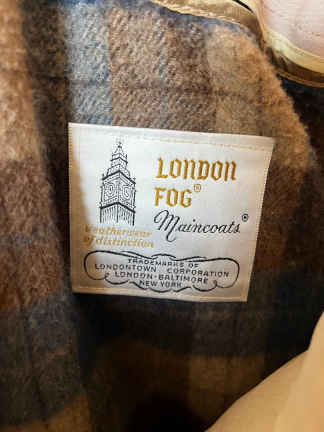 LONDON
FOG®
Maincoats®
Weatherwear
of distinction
TRADEMARKS OF
LONDONTOWN CORPORATION
LONDON-BALTIMORE
NEW YORK